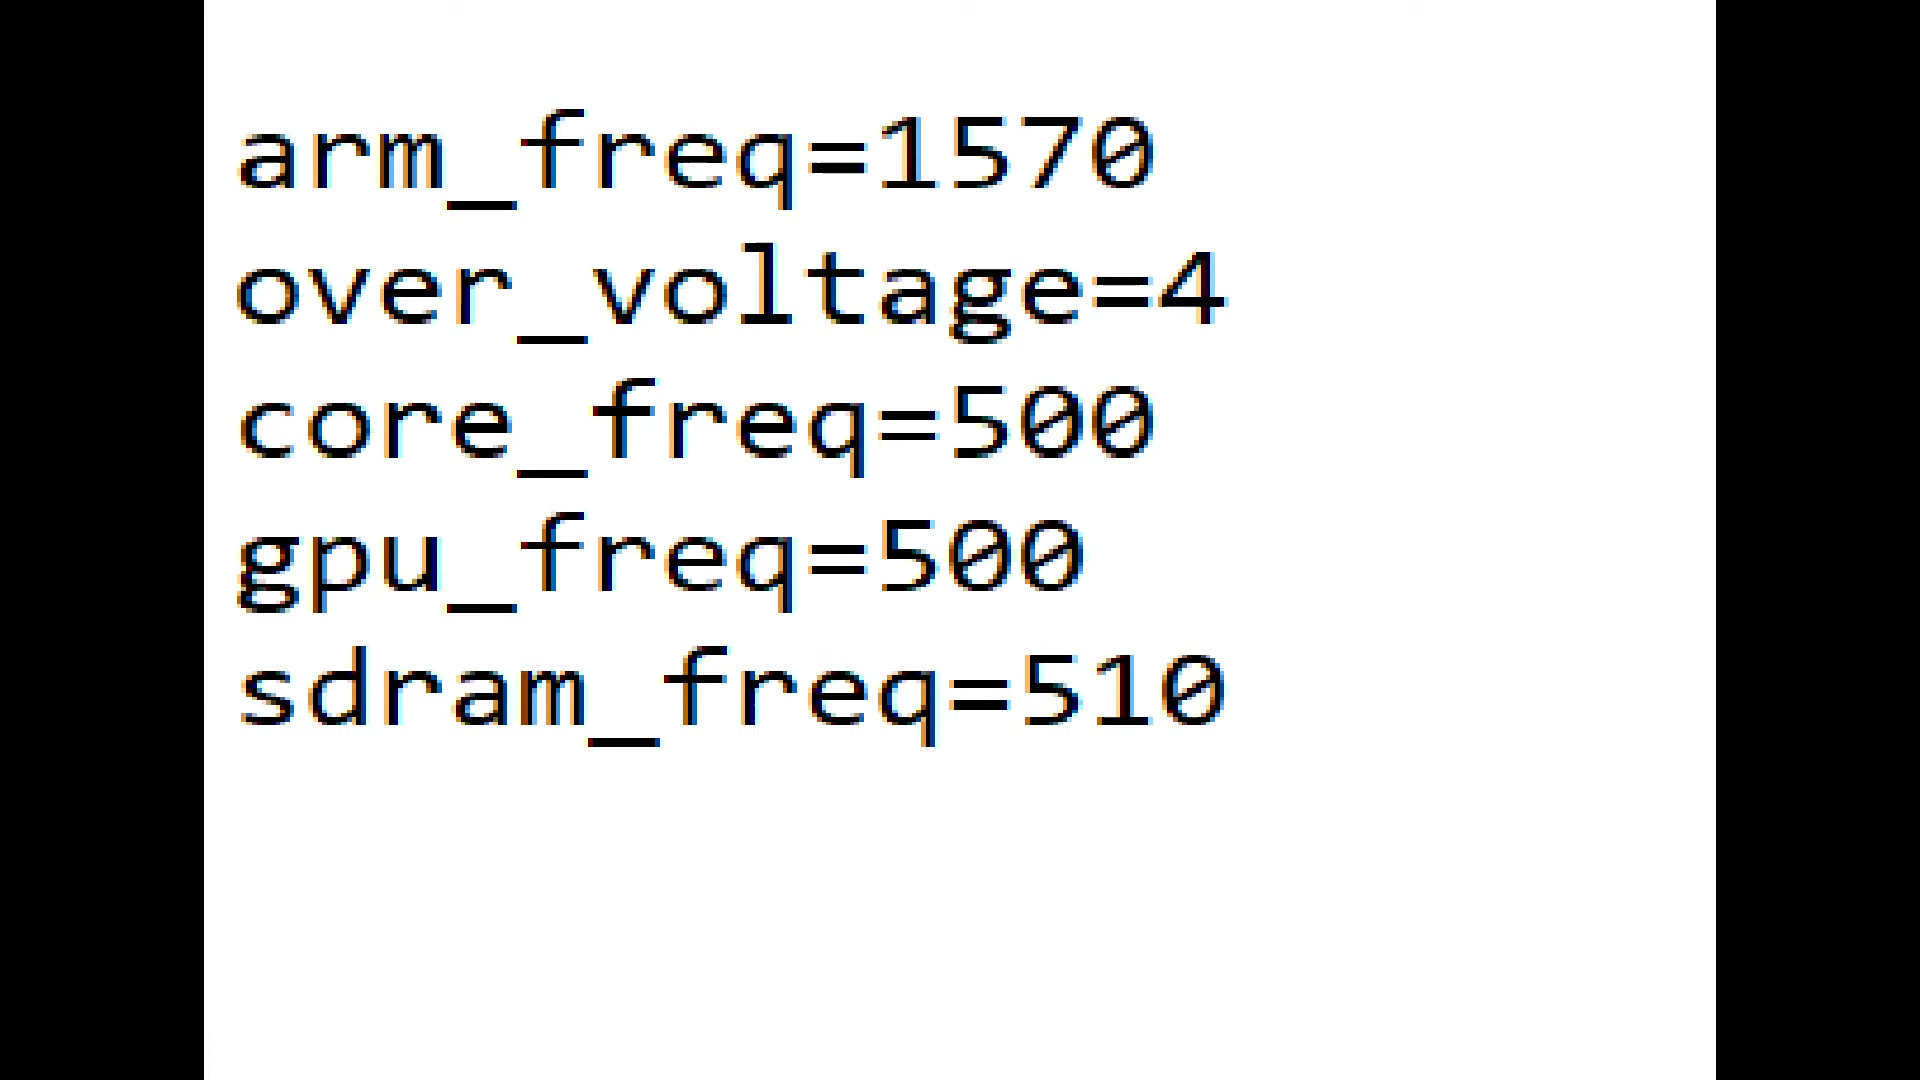 arm_freq=1570
over_voltage=4
core_freq=500
gpu_freq=500
sdram_freq=510